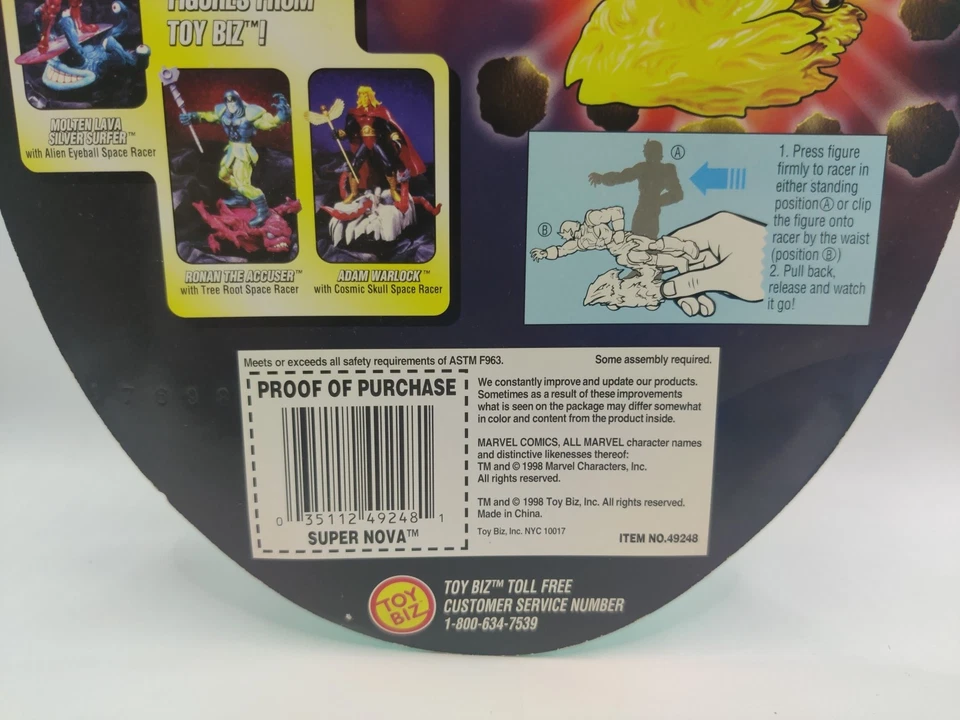 FIGURES FROM
TOY BIZ™!
MOLTEN LAVA
SILVER SURFER™
with Alien Eyeball Space Racer
RONAN THE ACCUSER™
with Tree Root Space Racer
ADAM WARLOCK™
with Cosmic Skull Space Racer
A
B
1. Press figure
firmly to racer in
either standing
position Ⓐ or clip
the figure onto
racer by the waist
(position Ⓑ)
2. Pull back,
release and watch
it go!
Meets or exceeds all safety requirements of ASTM F963.
Some assembly required.
PROOF OF PURCHASE
0 35112 49248 1
SUPER NOVA™
We constantly improve and update our products.
Sometimes as a result of these improvements
what is seen on the package may differ somewhat
in color and content from the product inside.
MARVEL COMICS, ALL MARVEL character names
and distinctive likenesses thereof:
TM and © 1998 Marvel Characters, Inc.
All rights reserved.
TM and © 1998 Toy Biz, Inc. All rights reserved.
Made in China.
Toy Biz, Inc. NYC 10017
ITEM NO.49248
TOY BIZ
TOY BIZ™ TOLL FREE
CUSTOMER SERVICE NUMBER
1-800-634-7539